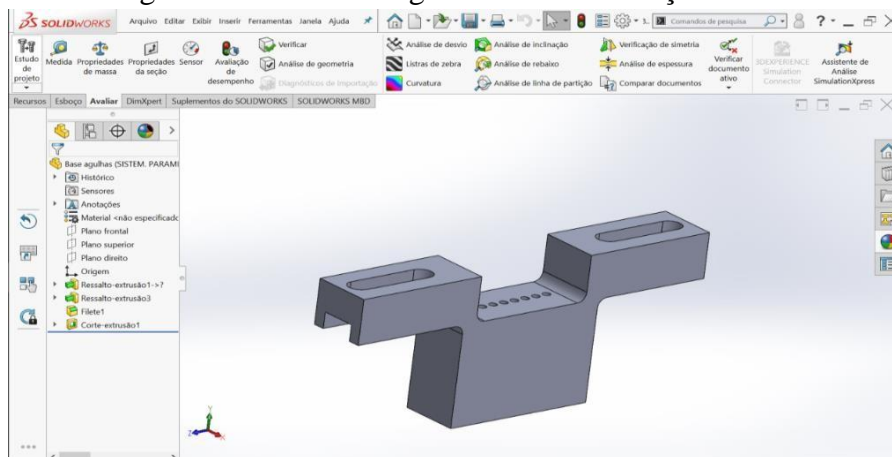 SOLIDWORKS Arquivo Editar Exibir Inserir Ferramentas Janela Ajuda Comandos de pesquisa
Estudo de projeto
Medida
Propriedades de massa
Propriedades da seção
Sensor
Avaliação de desempenho
Verificar
Análise de geometria
Diagnósticos de importação
Análise de desvio
Listras de zebra
Curvatura
Análise de inclinação
Análise de rebaixo
Análise de linha de partição
Verificação de simetria
Análise de espessura
Comparar documentos
Verificar documento ativo
3DEXPERIENCE Simulation Connector
Assistente de Análise SimulationXpress
Recursos Esboço Avaliar DimXpert Suplementos do SOLIDWORKS SOLIDWORKS MBD
Base agulhas (SISTEM. PARAMI
Histórico
Sensores
Anotações
Material <não especificadc
Plano frontal
Plano superior
Plano direito
Origem
Ressalto-extrusão1->?
Ressalto-extrusão3
Filete1
Corte-extrusão1